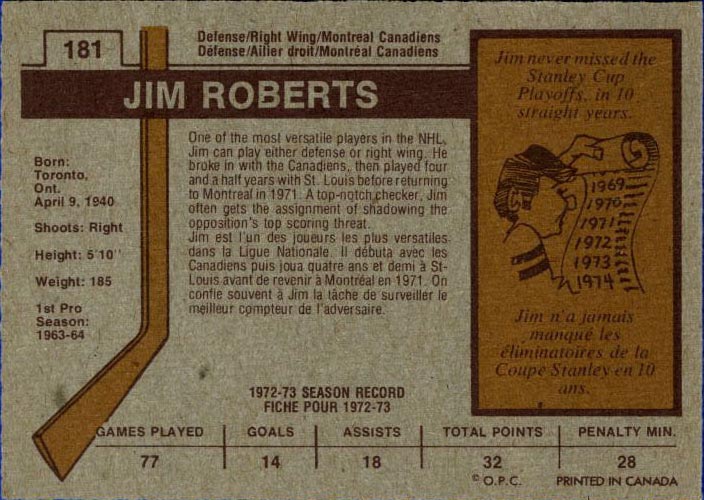 181
Defense/Right Wing/Montreal Canadiens
Défense/Ailier droit/Montréal Canadiens
JIM ROBERTS
Born:
Toronto,
Ont.
April 9, 1940
Shoots: Right
Height: 5'10"
Weight: 185
1st Pro
Season:
1963-64
One of the most versatile players in the NHL,
Jim can play either defense or right wing. He
broke in with the Canadiens, then played four
and a half years with St. Louis before returning
to Montreal in 1971. A top-notch checker, Jim
often gets the assignment of shadowing the
opposition's top scoring threat.
Jim est l'un des joueurs les plus versatiles
dans la Ligue Nationale. Il débuta avec les
Canadiens puis joua quatre ans et demi à St-
Louis avant de revenir à Montréal en 1971. On
confie souvent à Jim la tâche de surveiller le
meilleur compteur de l'adversaire.
Jim never missed the
Stanley Cup
Playoffs, in 10
straight years.
1969
1970
1971
1972
1973
1974
Jim n'a jamais
manqué les
éliminatoires de la
Coupe Stanley en 10
ans.
1972-73 SEASON RECORD
FICHE POUR 1972-73
GAMES PLAYED GOALS ASSISTS TOTAL POINTS PENALTY MIN.
77 14 18 32 28
© O.P.C. PRINTED IN CANADA